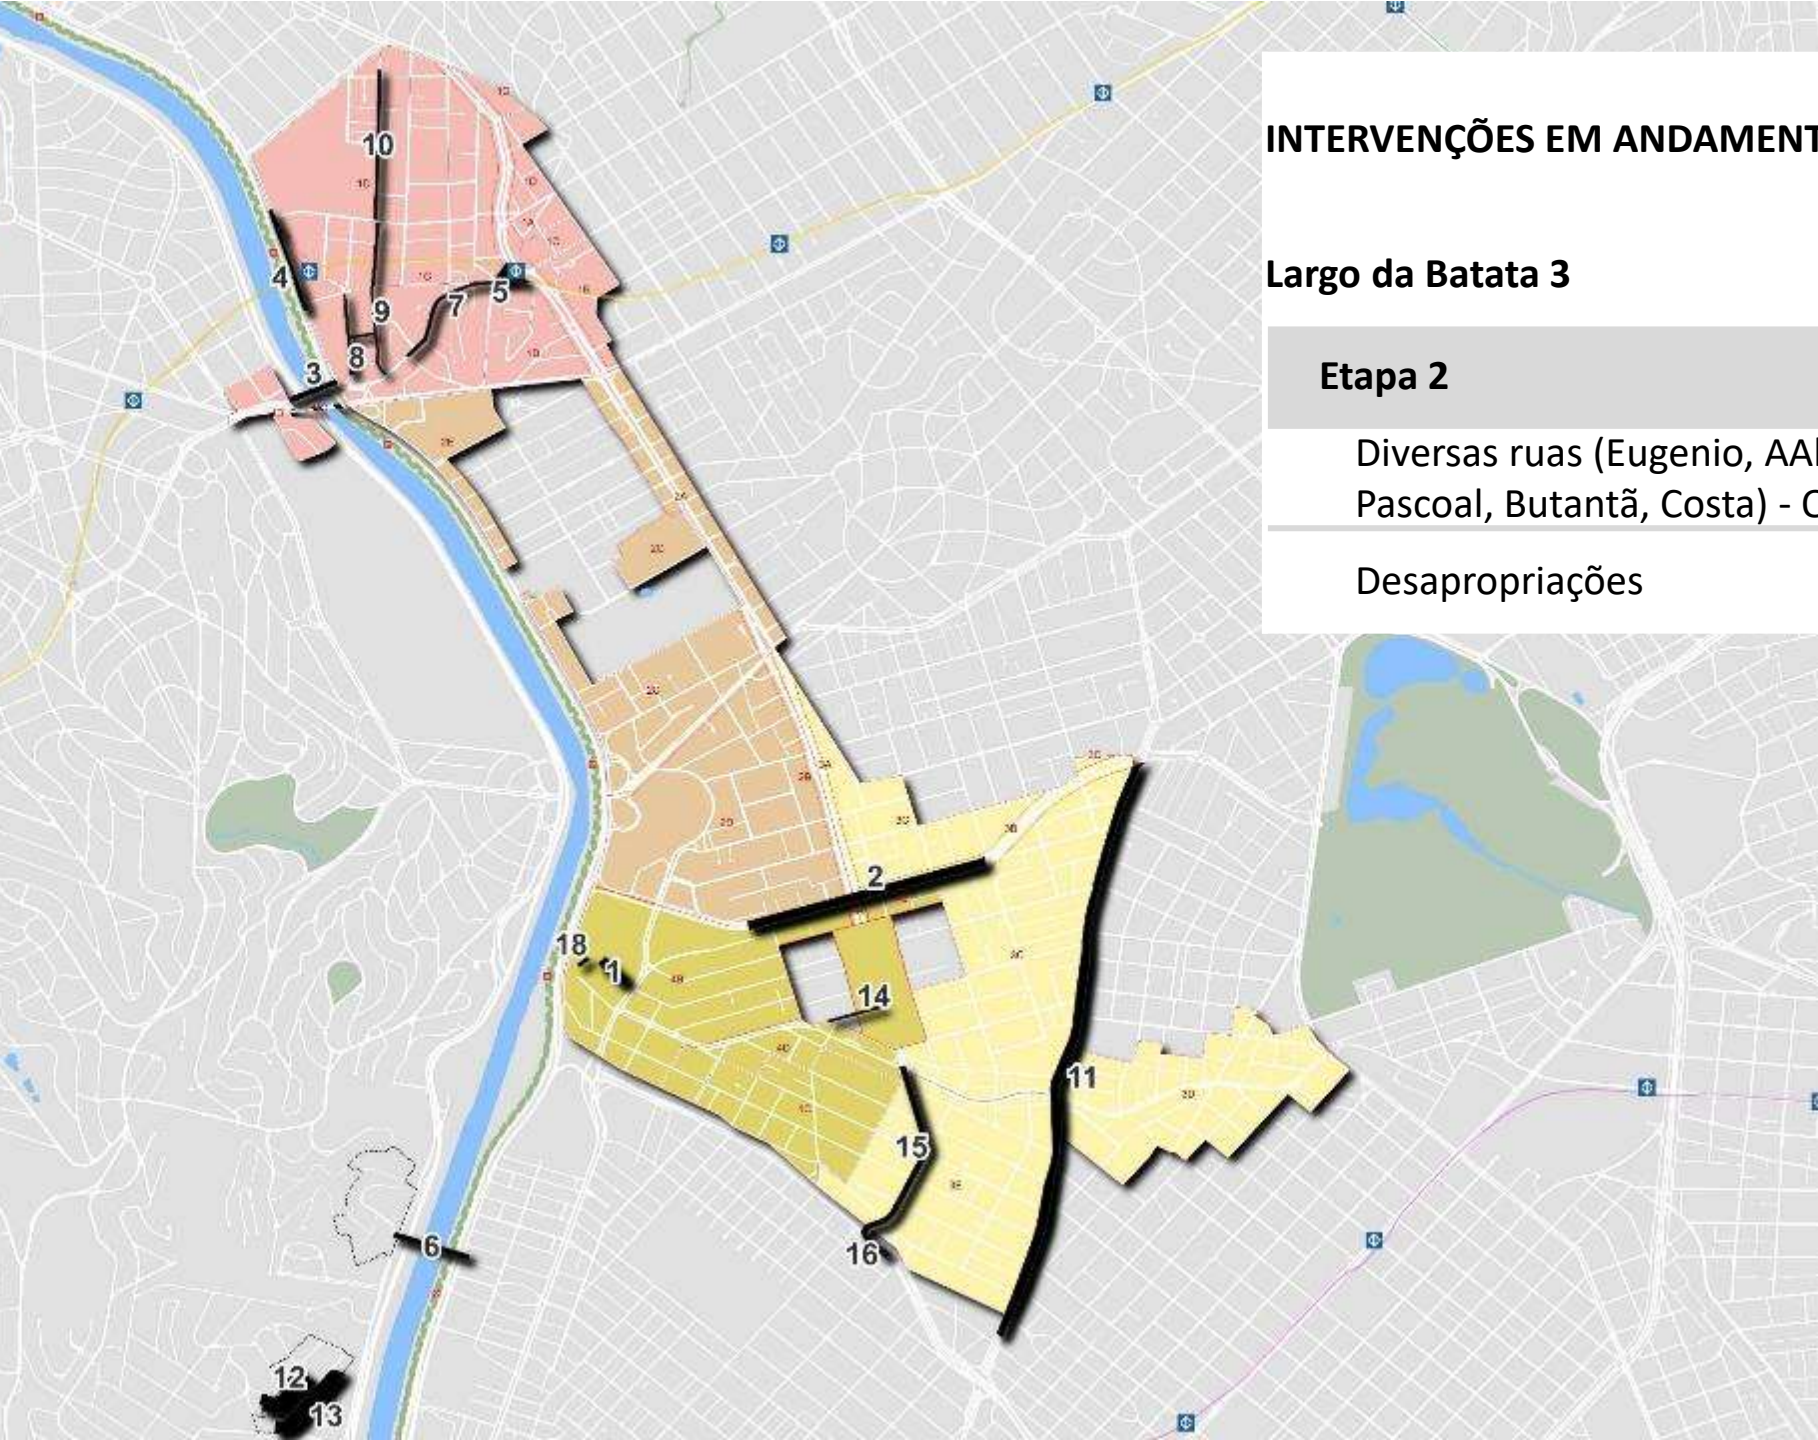 INTERVENÇÕES EM ANDAMENT
Largo da Batata 3
Etapa 2
Diversas ruas (Eugenio, AA
Pascoal, Butantã, Costa) -
Desapropriações
10
4
9
7
5
8
3
2
18
1
14
11
15
16
6
12
13